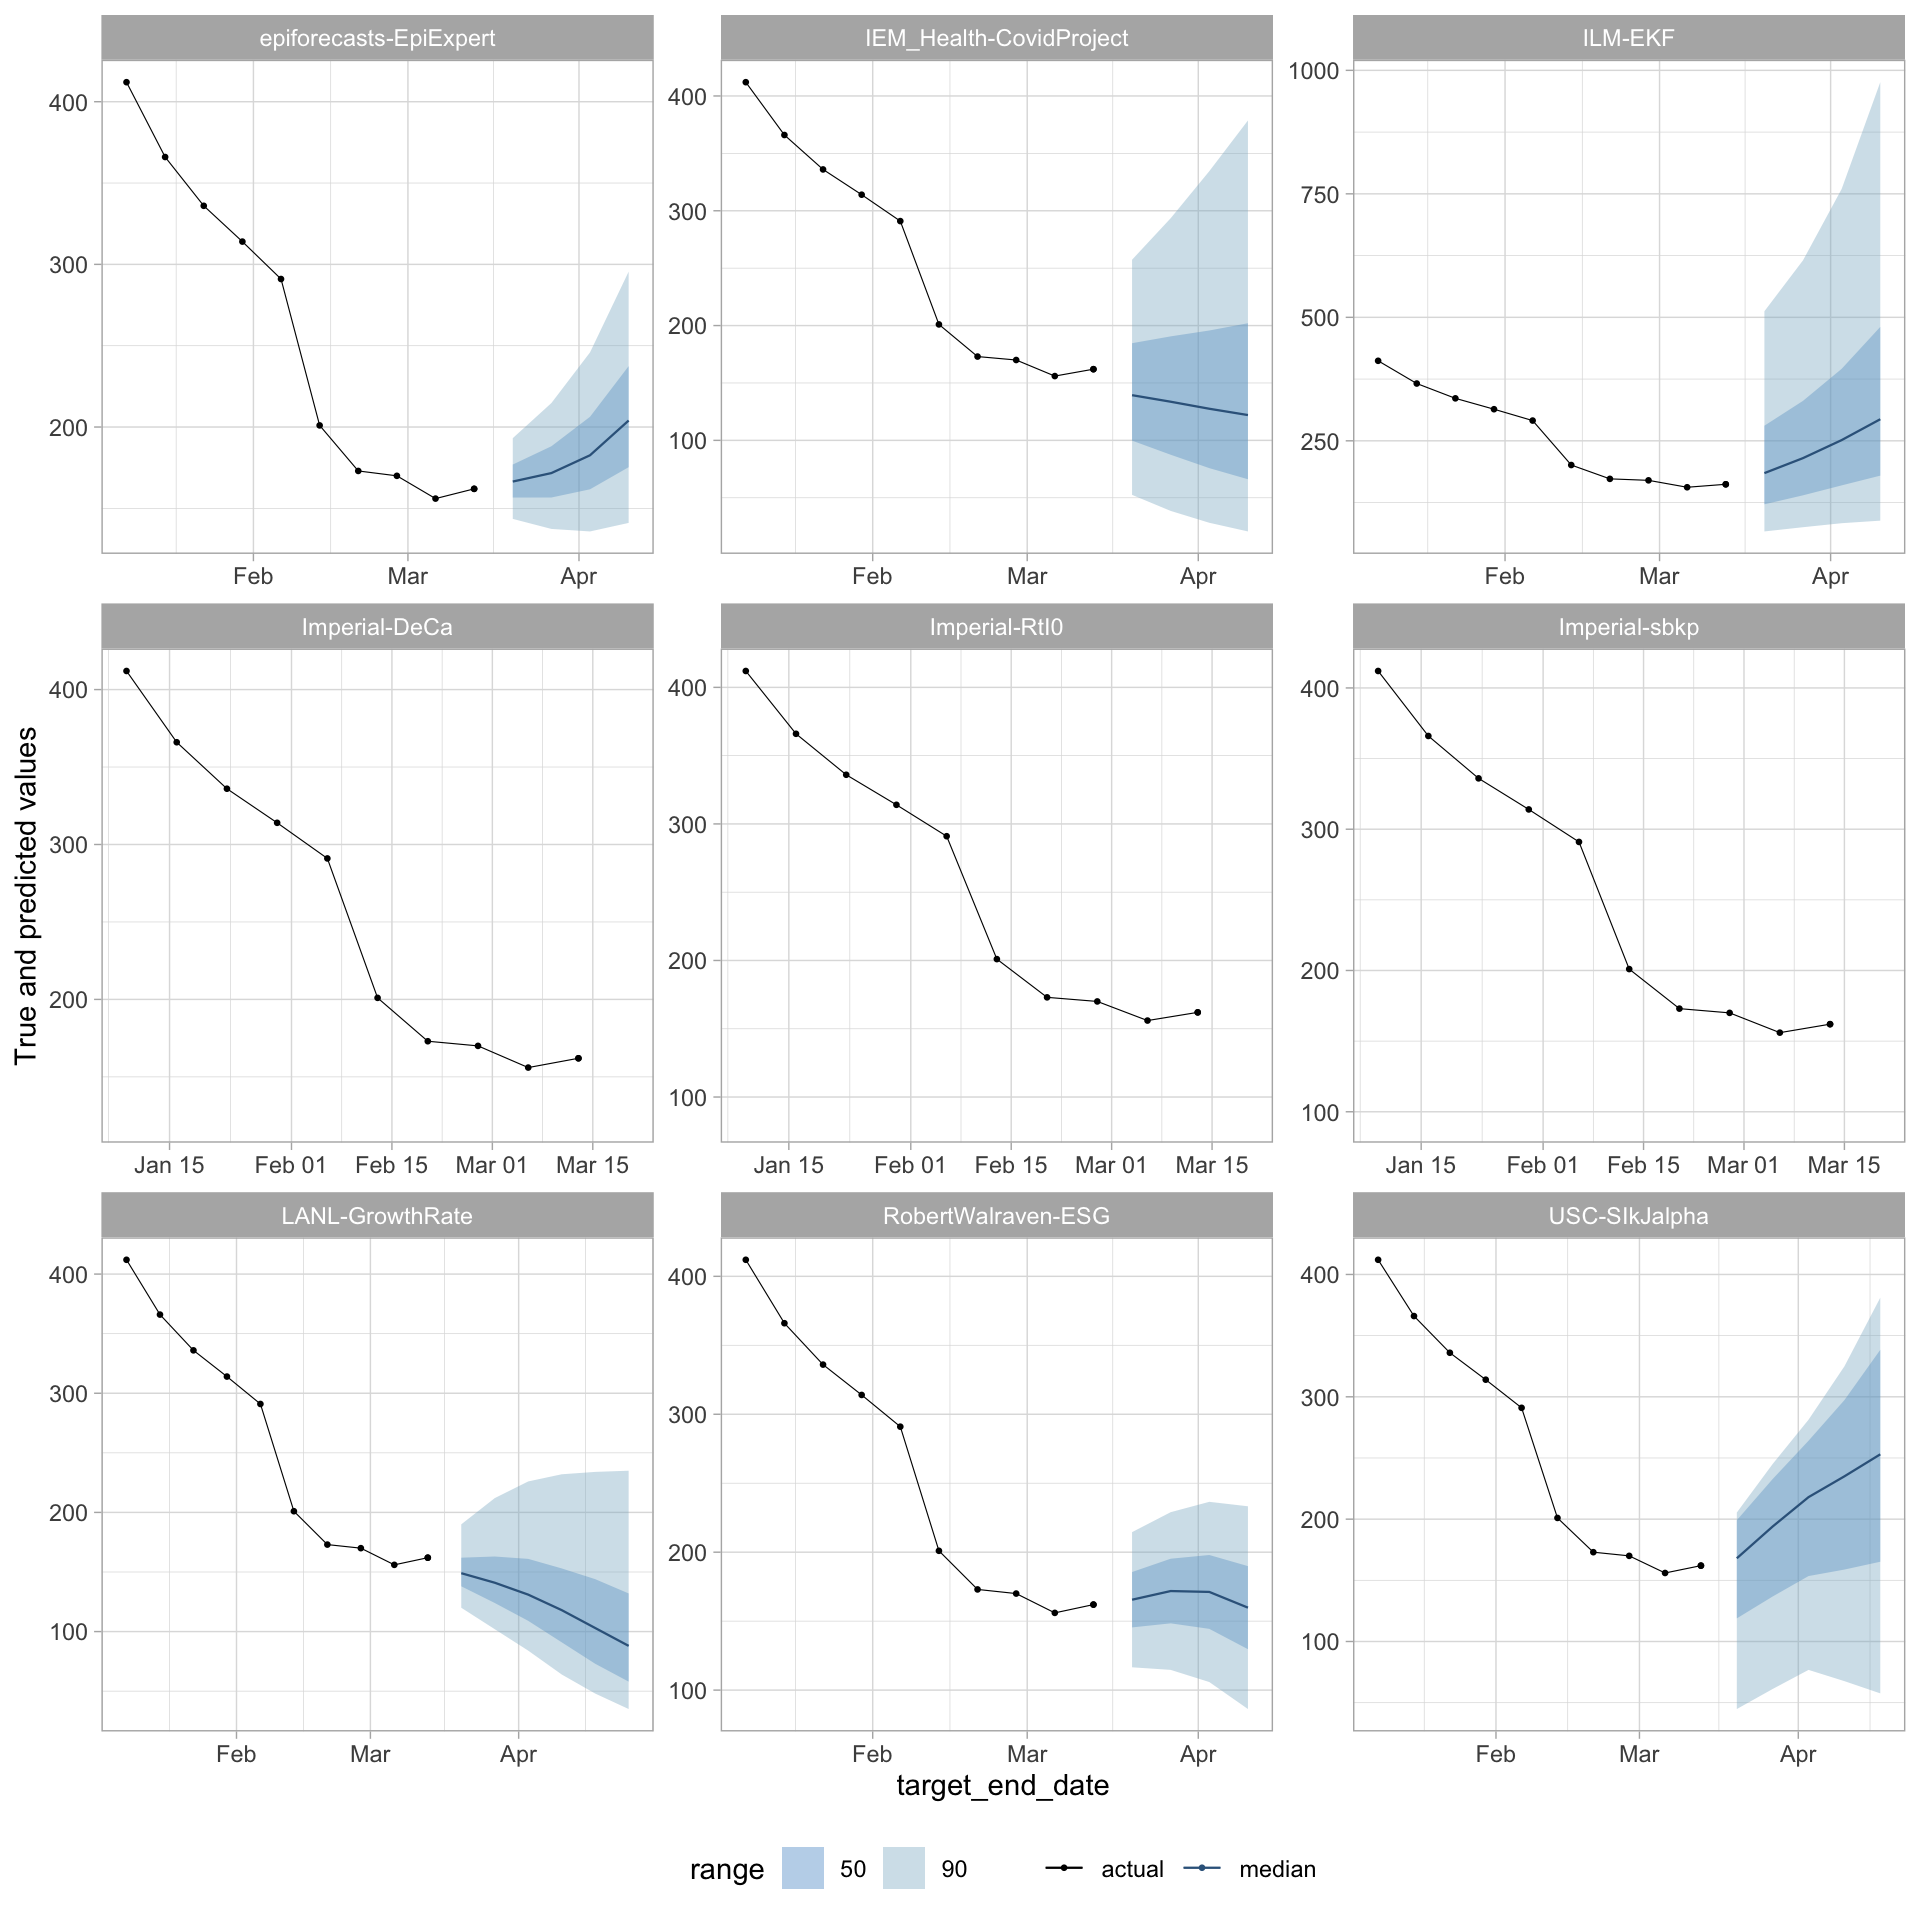 epiforecasts-EpiExpert
IEM_Health-CovidProject
ILM-EKF
400
300
200
400
300
200
100
1000
750
500
250
Feb Mar Apr
Feb Mar Apr
Feb Mar Apr
Imperial-DeCa
Imperial-RtI0
Imperial-sbkp
True and predicted values
400
300
200
400
300
200
100
400
300
200
100
Jan 15 Feb 01 Feb 15 Mar 01 Mar 15
Jan 15 Feb 01 Feb 15 Mar 01 Mar 15
Jan 15 Feb 01 Feb 15 Mar 01 Mar 15
LANL-GrowthRate
RobertWalraven-ESG
USC-SIkJalpha
400
300
200
100
400
300
200
100
400
300
200
100
Feb Mar Apr
Feb Mar Apr
Feb Mar Apr
target_end_date
range 50 90 actual median